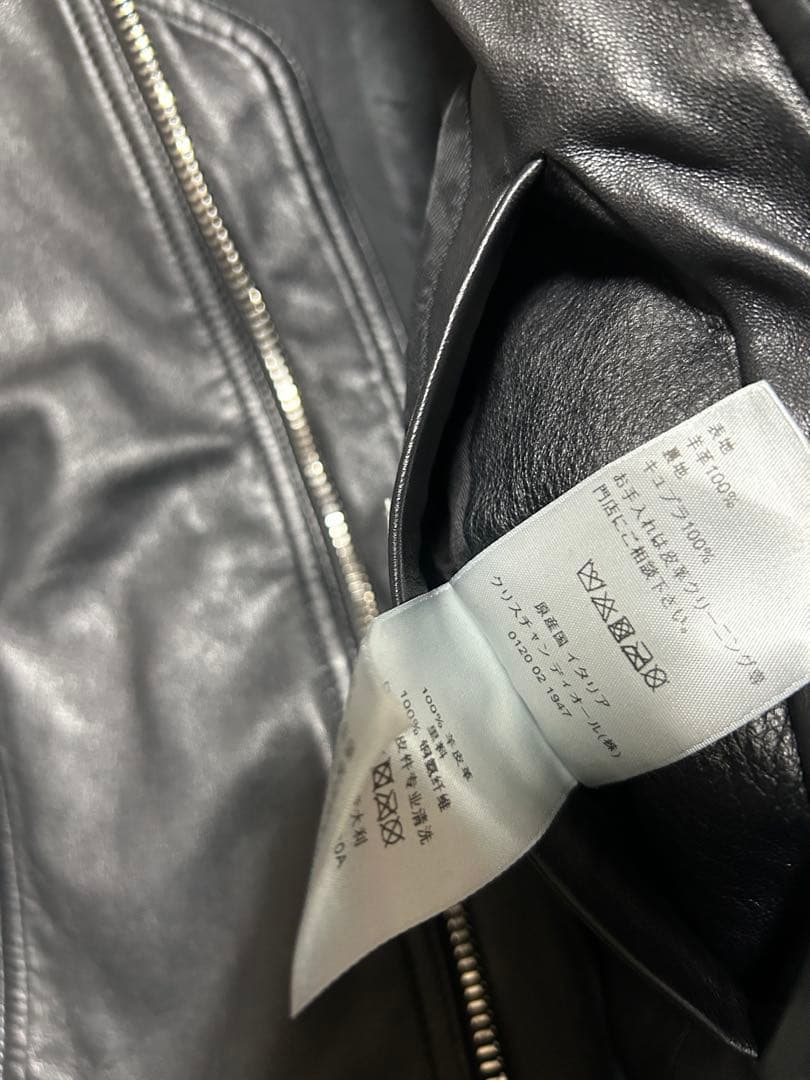 表地
羊革100%
裏地
キュプラ100%
お手入れは皮革クリーニング専
門店にご相談下さい。
原産国 イタリア
クリスチャン ディオール(株)
0120 02 1947
100% 羊皮革
里料
100% 铜氨纤维
皮件专业清洗
大利
0A